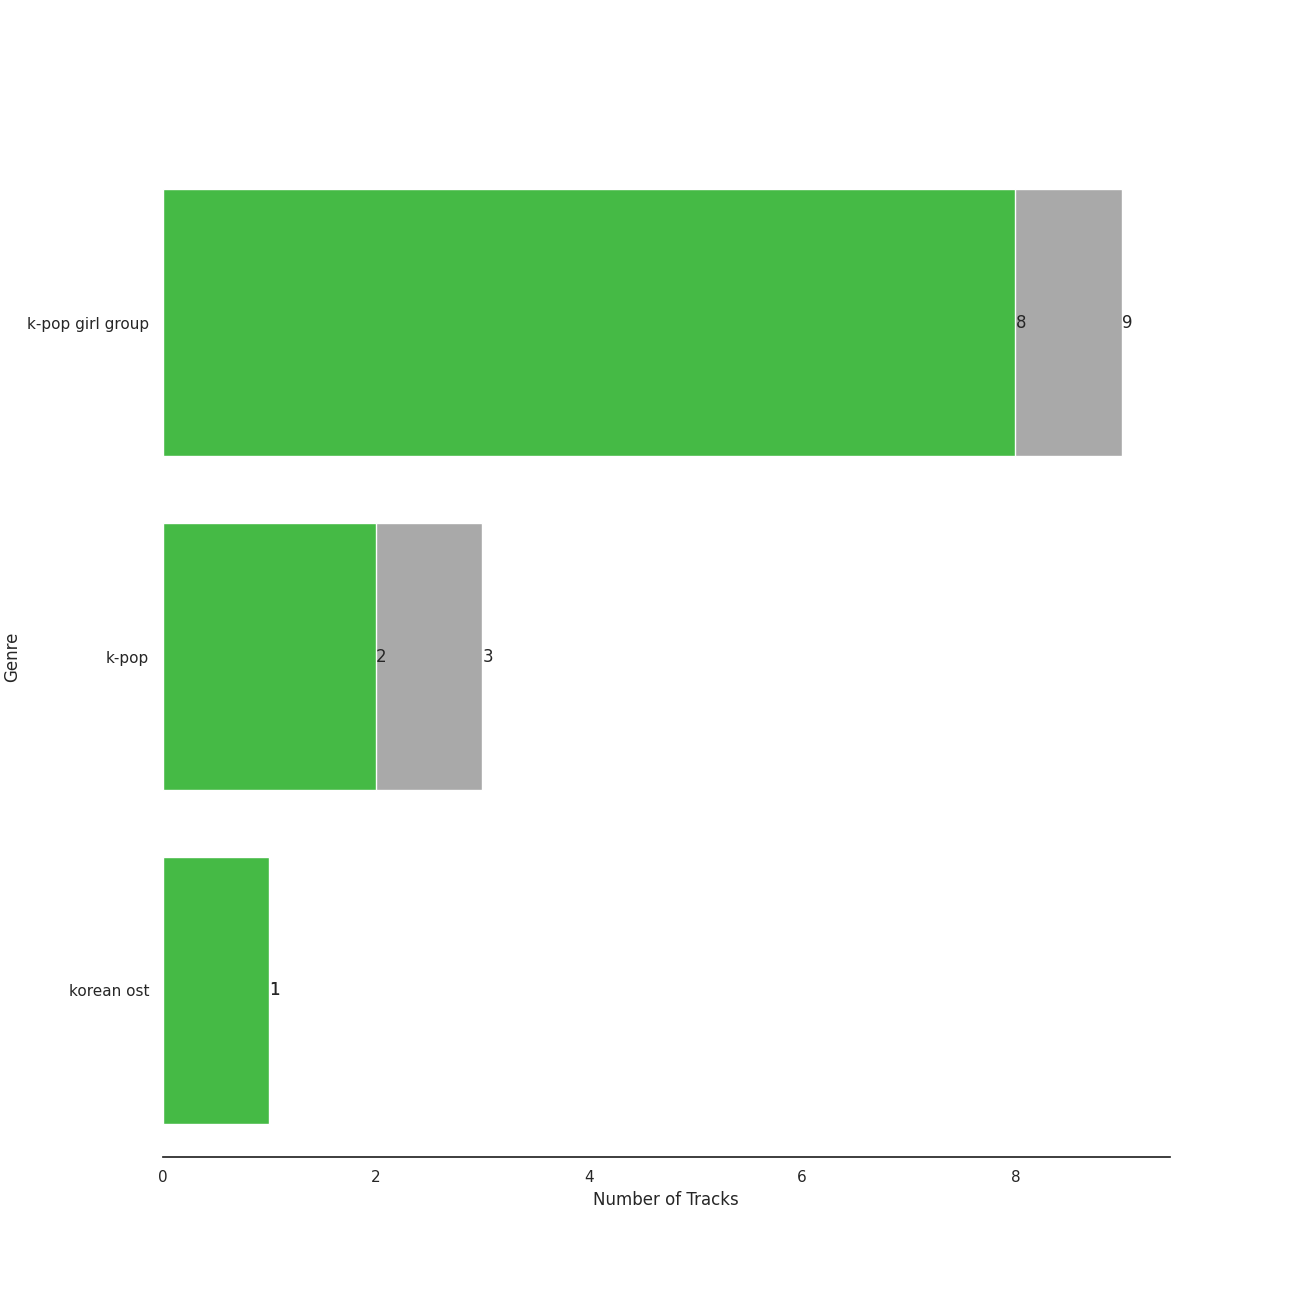 k-pop girl group
8
9
Genre
k-pop
2
3
korean ost
1
0 2 4 6 8
Number of Tracks